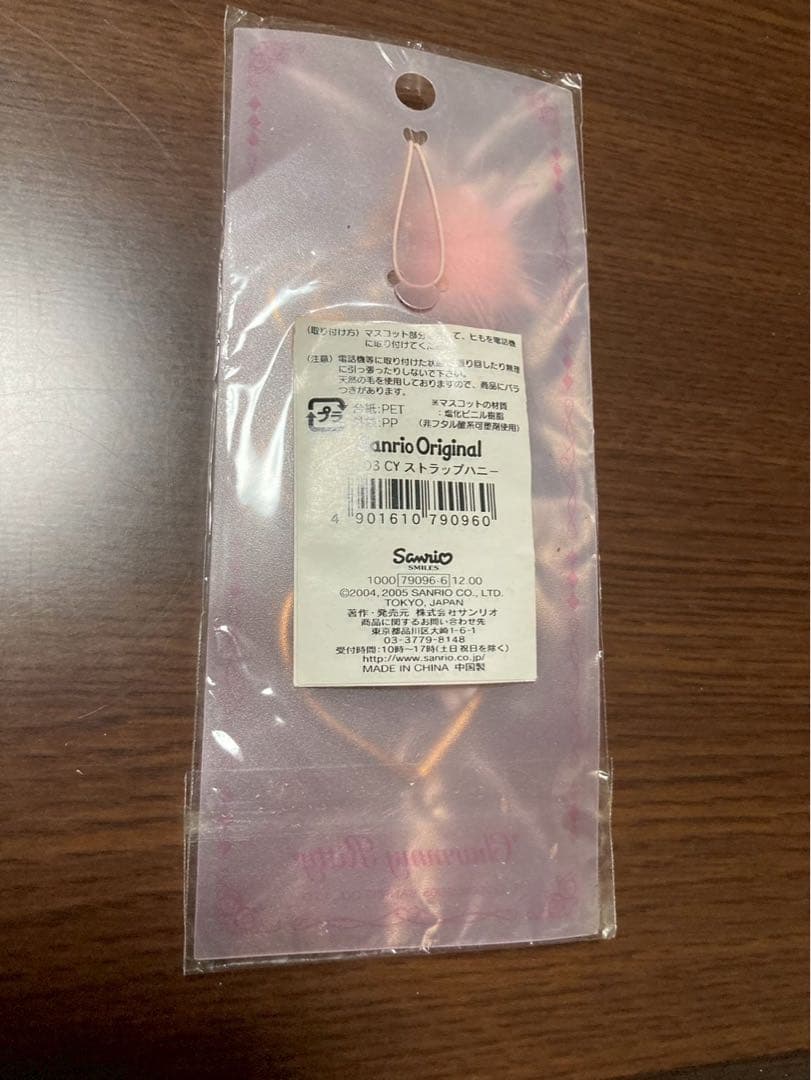 (取り付け方) マスコット部分 て、ヒモを電話機
に取り付けてく
(注意) 電話機等に取り付けた状 り回したり無理
に引っ張ったりしないで下さい。
天然の毛を使用しておりますので、商品にバラ
つきがあります。
プラ
台紙:PET
:PP
※マスコットの材質
:塩化ビニル樹脂
(非フタル酸系可塑剤使用)
Sanrio Original
03 CY ストラップハニー
4 901610 790960
Sanrio
SMILES
1000 79096-6 12.00
©2004, 2005 SANRIO CO., LTD.
TOKYO, JAPAN
著作・発売元 株式会社サンリオ
商品に関するお問い合わせ先
東京都品川区大崎1-6-1
03-3779-8148
受付時間:10時〜17時(土日祝日を除く)
http://www.sanrio.co.jp/
MADE IN CHINA 中国製
Charmmy Kitty